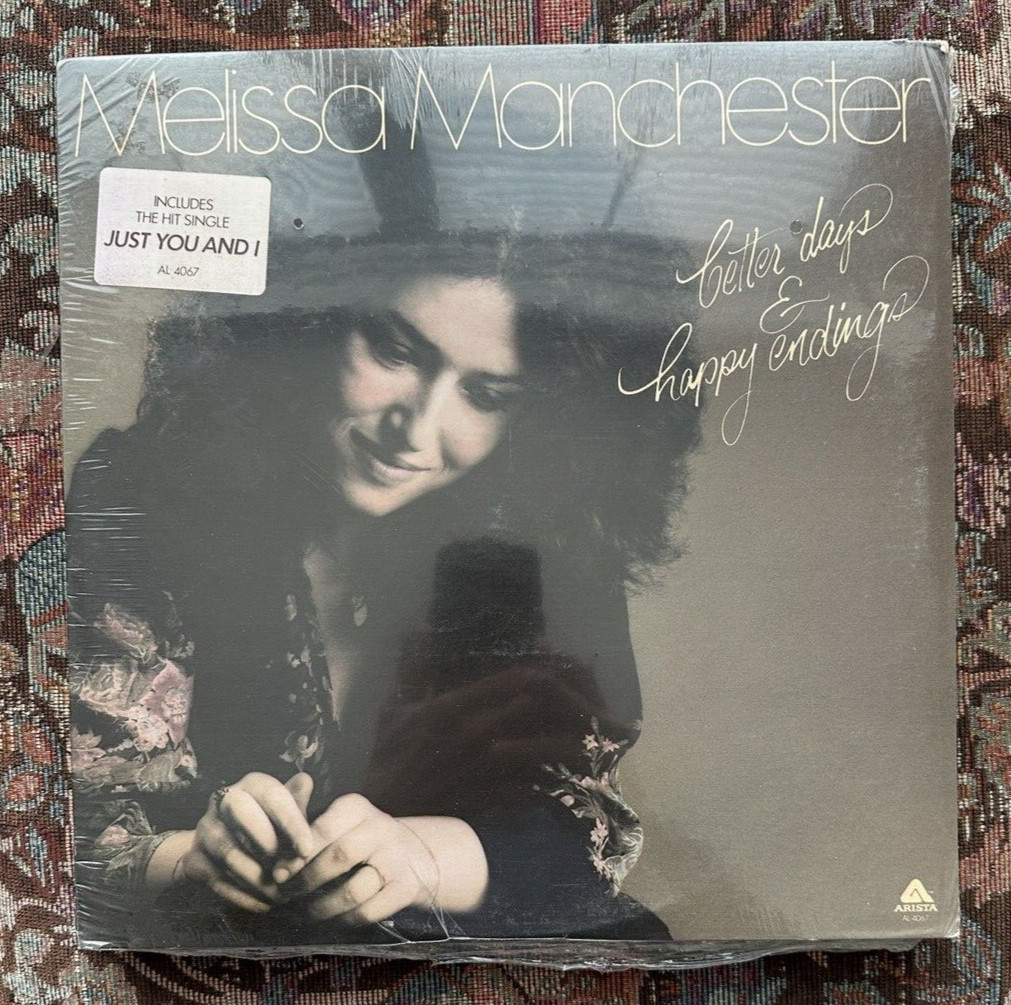 Melissa Manchester
INCLUDES
THE HIT SINGLE
JUST YOU AND I
AL 4067
better days
&
happy endings
ARISTA
AL 4067